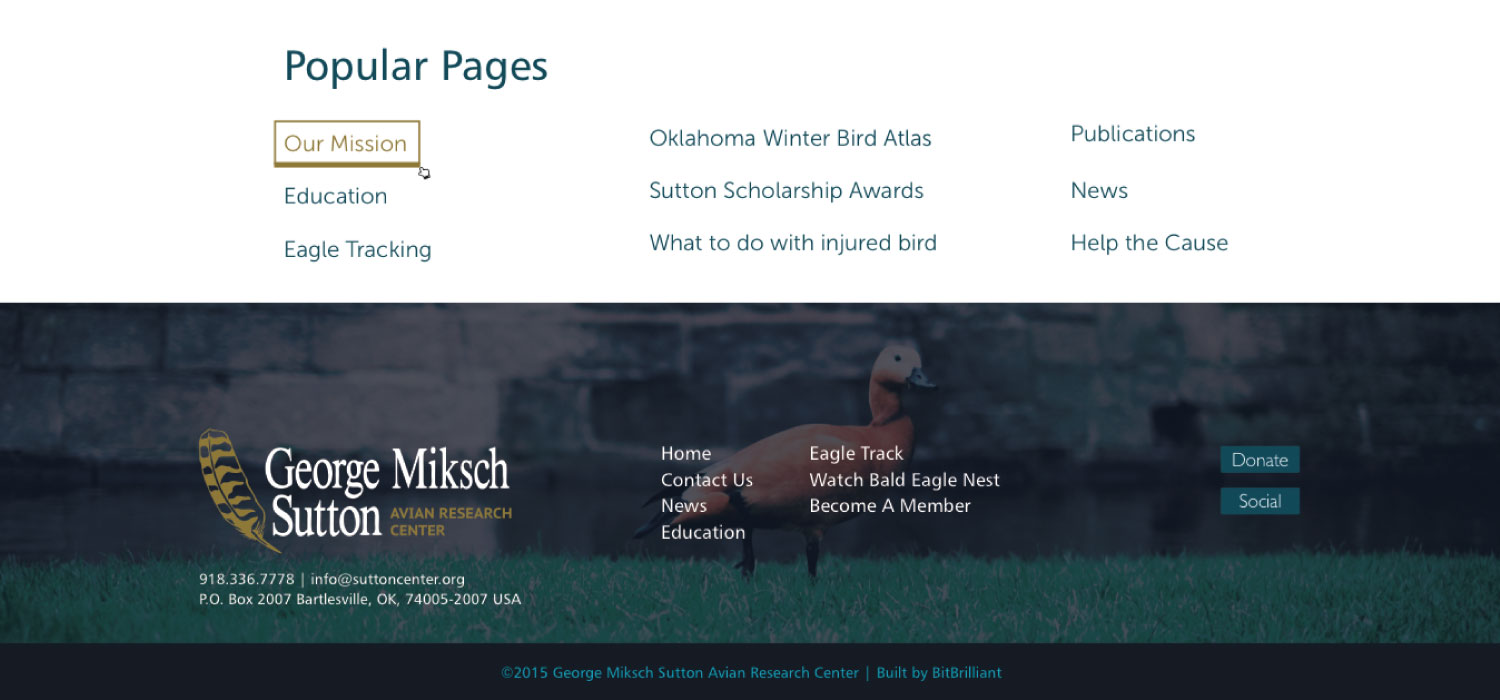 Popular Pages
Our Mission
Education
Eagle Tracking
Oklahoma Winter Bird Atlas
Sutton Scholarship Awards
What to do with injured bird
Publications
News
Help the Cause
George Miksch
Sutton AVIAN RESEARCH
CENTER
918.336.7778 | info@suttoncenter.org
P.O. Box 2007 Bartlesville, OK, 74005-2007 USA
Home
Contact Us
News
Education
Eagle Track
Watch Bald Eagle Nest
Become A Member
Donate
Social
©2015 George Miksch Sutton Avian Research Center | Built by BitBrilliant